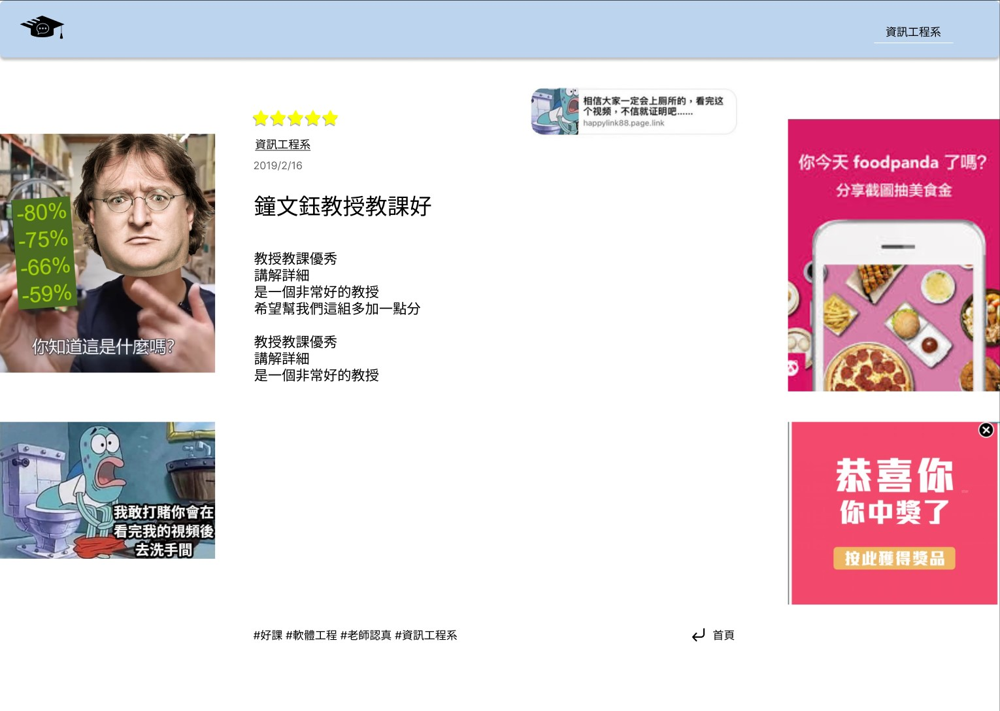 資訊工程系
相信大家一定会上厕所的，看完这
个视频，不信就证明吧......
happylink88.page.link
資訊工程系
2019/2/16
鐘文鈺教授教課好
教授教課優秀
講解詳細
是一個非常好的教授
希望幫我們這組多加一點分
教授教課優秀
講解詳細
是一個非常好的教授
-80%
-75%
-66%
-59%
你知道這是什麼嗎?
我敢打賭你會在
看完我的視頻後
去洗手間
你今天 foodpanda 了嗎?
分享截圖抽美食金
恭喜你
你中獎了
按此獲得獎品
#好課 #軟體工程 #老師認真 #資訊工程系
首頁